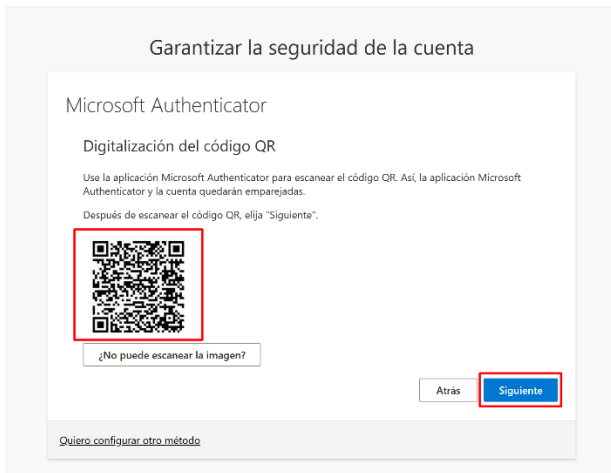 Garantizar la seguridad de la cuenta
Microsoft Authenticator
Digitalización del código QR
Use la aplicación Microsoft Authenticator para escanear el código QR. Así, la aplicación Microsoft
Authenticator y la cuenta quedarán emparejadas.
Después de escanear el código QR, elija "Siguiente".
¿No puede escanear la imagen?
Atrás
Siguiente
Quiero configurar otro método